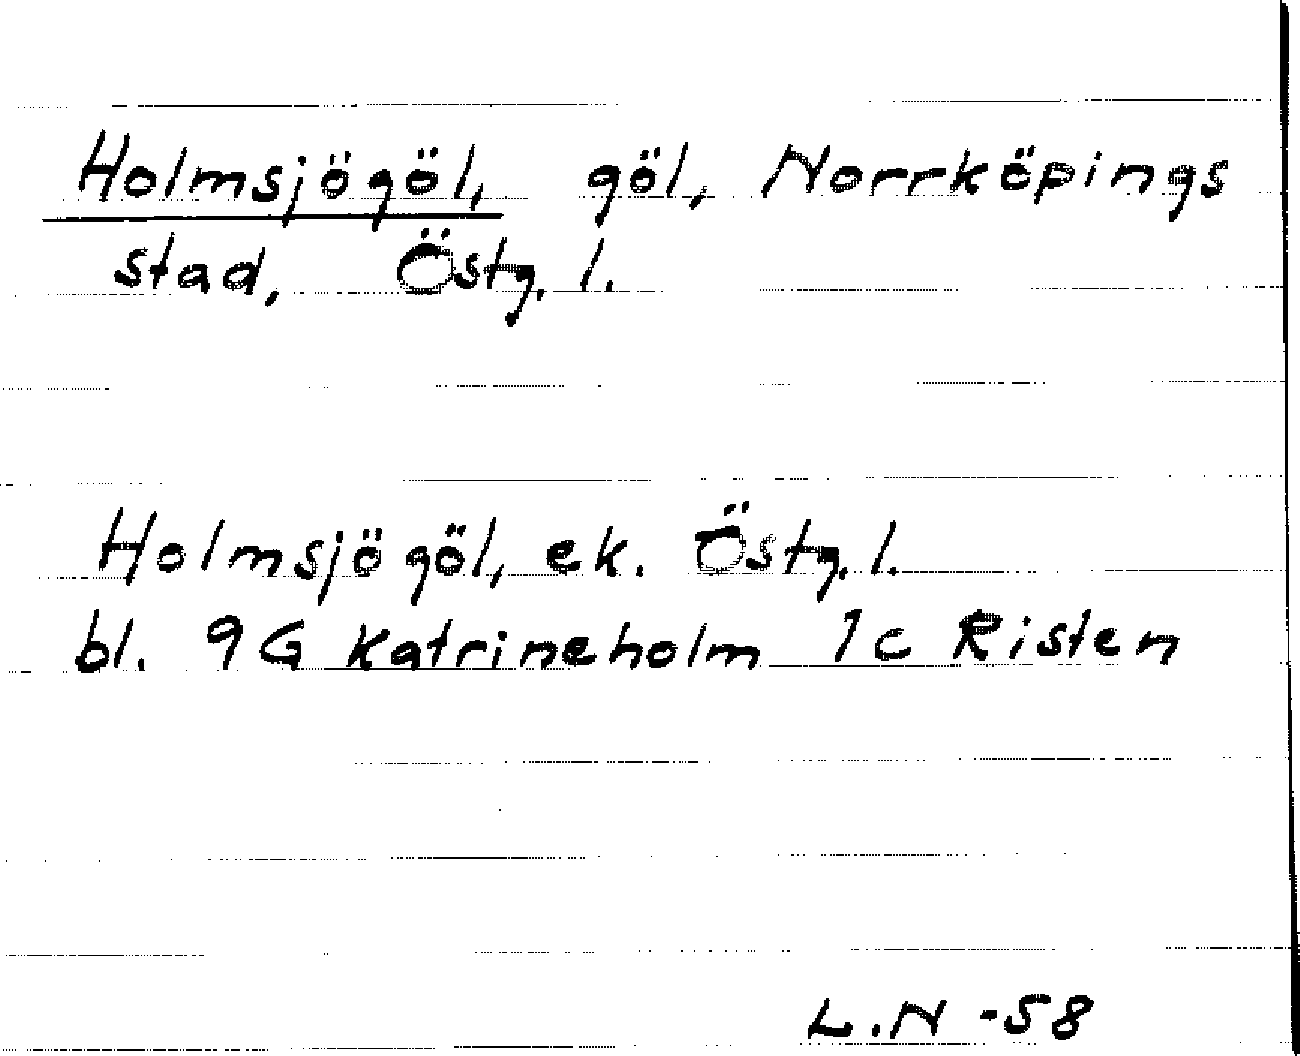 Holmsjögöl, göl, Norrköpings
stad, Östg. l.
Holmsjögöl, ek. Östg. l.
bl. 9G Katrineholm 1c Risten
L.N -58